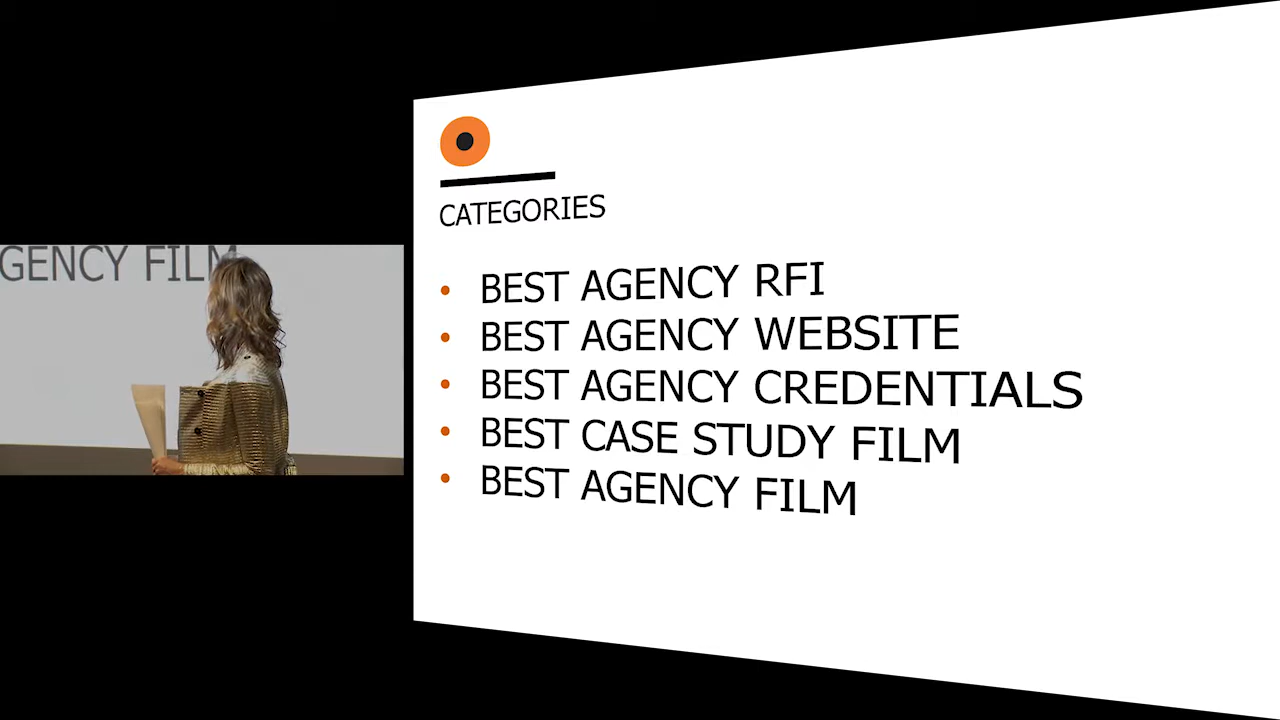 GENCY FILM
CATEGORIES
BEST AGENCY RFI
BEST AGENCY WEBSITE
BEST AGENCY CREDENTIALS
BEST CASE STUDY FILM
BEST AGENCY FILM